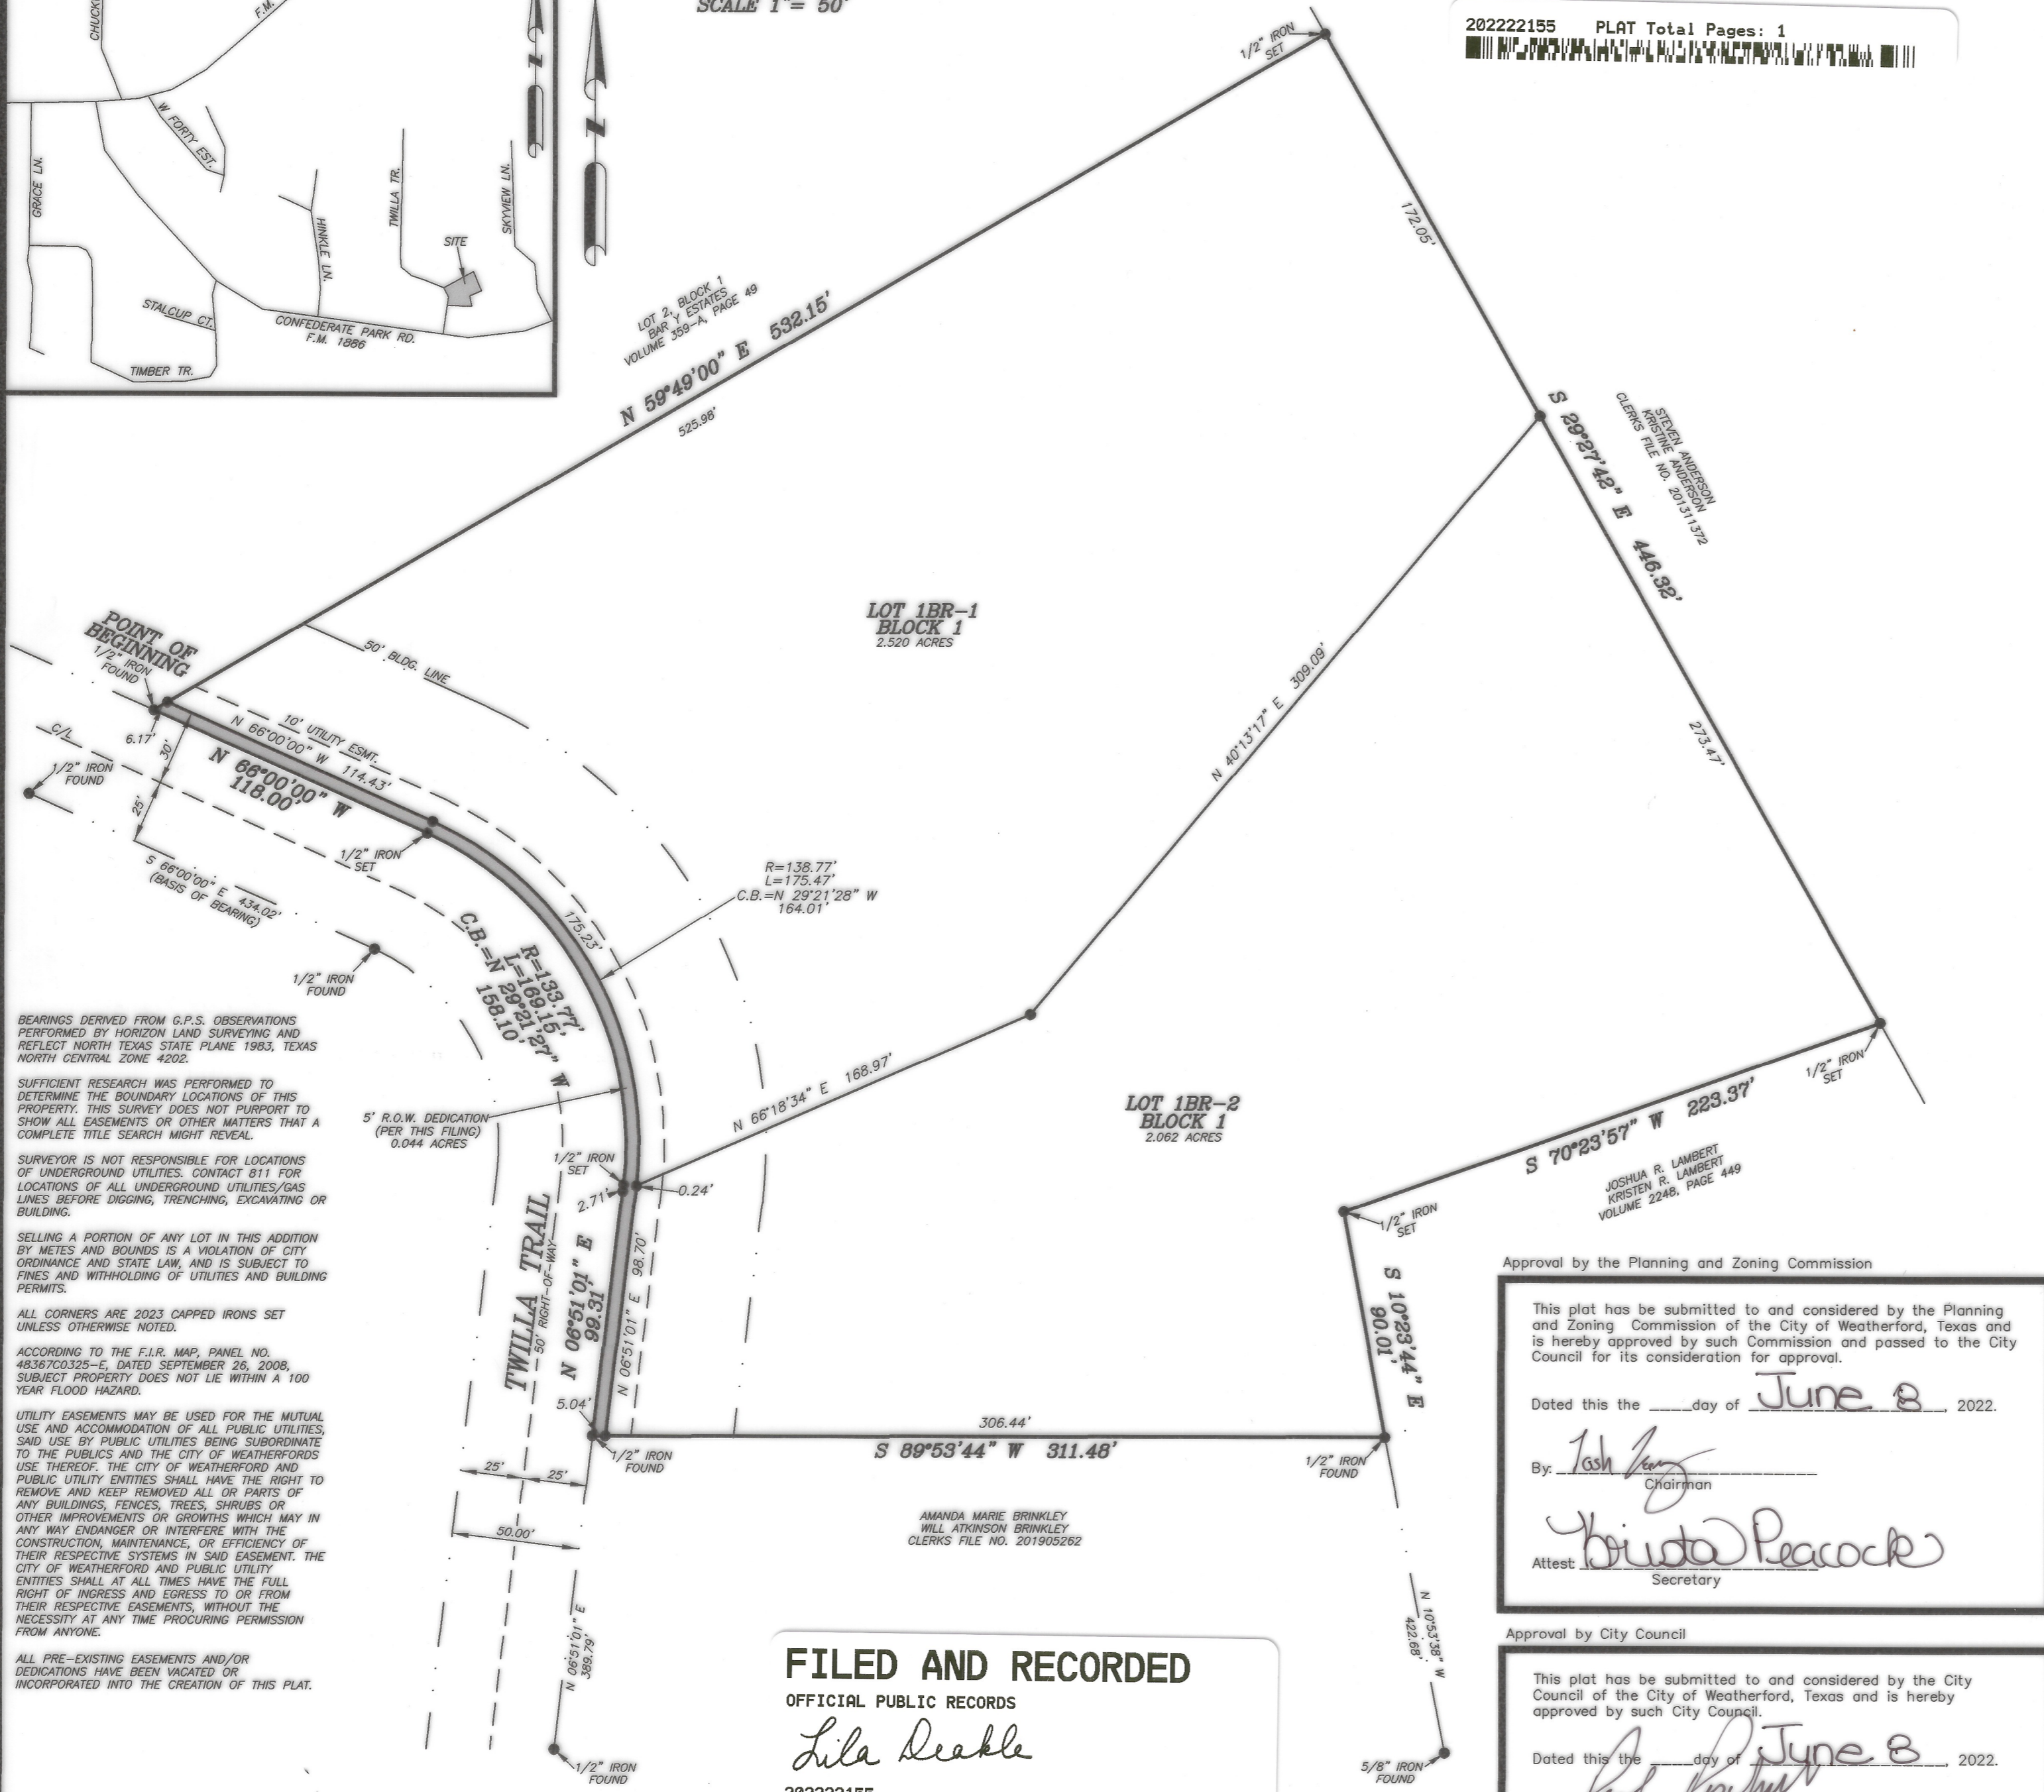 SCALE 1"= 50'
202222155 PLAT Total Pages: 1
CHUCK
F.M.
W FORTY EST.
GRACE LN.
HINKLE LN.
TWILLA TR.
SKYVIEW LN.
SITE
STALCUP CT.
CONFEDERATE PARK RD.
F.M. 1886
TIMBER TR.
1/2" IRON
SET
172.05'
LOT 2, BLOCK 1
BAR Y ESTATES
VOLUME 359-A, PAGE 49
N 59°49'00" E 532.15'
525.98'
S 29°27'42" E 446.32'
STEVEN ANDERSON
KRISTINE ANDERSON
CLERKS FILE NO. 201311372
273.47'
LOT 1BR-1
BLOCK 1
2.520 ACRES
N 40°13'17" E 309.09'
POINT OF
BEGINNING
1/2" IRON
FOUND
50' BLDG. LINE
10' UTILITY ESMT.
N 66°00'00" W 114.43'
N 66°00'00" W
118.00'
6.17'
30'
25'
C/L
1/2" IRON
FOUND
1/2" IRON
SET
S 66°00'00" E 434.02'
(BASIS OF BEARING)
1/2" IRON
FOUND
R=138.77'
L=175.47'
C.B.=N 29°21'28" W
164.01'
175.23'
R=133.77'
L=169.15'
C.B.=N 29°21'27" W
158.10'
5' R.O.W. DEDICATION
(PER THIS FILING)
0.044 ACRES
N 66°18'34" E 168.97'
1/2" IRON
SET
2.71'
0.24'
LOT 1BR-2
BLOCK 1
2.062 ACRES
1/2" IRON
SET
S 70°23'57" W 223.37'
JOSHUA R. LAMBERT
KRISTEN R. LAMBERT
VOLUME 2248, PAGE 449
1/2" IRON
SET
S 10°23'44" E
90.01'
TWILLA TRAIL
50' RIGHT-OF-WAY
N 06°51'01" E
99.31'
N 06°51'01" E 98.70'
5.04'
1/2" IRON
FOUND
306.44'
S 89°53'44" W 311.48'
1/2" IRON
FOUND
25'
25'
50.00'
AMANDA MARIE BRINKLEY
WILL ATKINSON BRINKLEY
CLERKS FILE NO. 201905262
N 06°51'01" E
389.79'
1/2" IRON
FOUND
N 10°53'38" W
422.68'
5/8" IRON
FOUND
BEARINGS DERIVED FROM G.P.S. OBSERVATIONS
PERFORMED BY HORIZON LAND SURVEYING AND
REFLECT NORTH TEXAS STATE PLANE 1983, TEXAS
NORTH CENTRAL ZONE 4202.
SUFFICIENT RESEARCH WAS PERFORMED TO
DETERMINE THE BOUNDARY LOCATIONS OF THIS
PROPERTY. THIS SURVEY DOES NOT PURPORT TO
SHOW ALL EASEMENTS OR OTHER MATTERS THAT A
COMPLETE TITLE SEARCH MIGHT REVEAL.
SURVEYOR IS NOT RESPONSIBLE FOR LOCATIONS
OF UNDERGROUND UTILITIES. CONTACT 811 FOR
LOCATIONS OF ALL UNDERGROUND UTILITIES/GAS
LINES BEFORE DIGGING, TRENCHING, EXCAVATING OR
BUILDING.
SELLING A PORTION OF ANY LOT IN THIS ADDITION
BY METES AND BOUNDS IS A VIOLATION OF CITY
ORDINANCE AND STATE LAW, AND IS SUBJECT TO
FINES AND WITHHOLDING OF UTILITIES AND BUILDING
PERMITS.
ALL CORNERS ARE 2023 CAPPED IRONS SET
UNLESS OTHERWISE NOTED.
ACCORDING TO THE F.I.R. MAP, PANEL NO.
48367C0325-E, DATED SEPTEMBER 26, 2008,
SUBJECT PROPERTY DOES NOT LIE WITHIN A 100
YEAR FLOOD HAZARD.
UTILITY EASEMENTS MAY BE USED FOR THE MUTUAL
USE AND ACCOMMODATION OF ALL PUBLIC UTILITIES,
SAID USE BY PUBLIC UTILITIES BEING SUBORDINATE
TO THE PUBLICS AND THE CITY OF WEATHERFORDS
USE THEREOF. THE CITY OF WEATHERFORD AND
PUBLIC UTILITY ENTITIES SHALL HAVE THE RIGHT TO
REMOVE AND KEEP REMOVED ALL OR PARTS OF
ANY BUILDINGS, FENCES, TREES, SHRUBS OR
OTHER IMPROVEMENTS OR GROWTHS WHICH MAY IN
ANY WAY ENDANGER OR INTERFERE WITH THE
CONSTRUCTION, MAINTENANCE, OR EFFICIENCY OF
THEIR RESPECTIVE SYSTEMS IN SAID EASEMENT. THE
CITY OF WEATHERFORD AND PUBLIC UTILITY
ENTITIES SHALL AT ALL TIMES HAVE THE FULL
RIGHT OF INGRESS AND EGRESS TO OR FROM
THEIR RESPECTIVE EASEMENTS, WITHOUT THE
NECESSITY AT ANY TIME PROCURING PERMISSION
FROM ANYONE.
ALL PRE-EXISTING EASEMENTS AND/OR
DEDICATIONS HAVE BEEN VACATED OR
INCORPORATED INTO THE CREATION OF THIS PLAT.
FILED AND RECORDED
OFFICIAL PUBLIC RECORDS
Lila Deakle
202222155
Approval by the Planning and Zoning Commission
This plat has be submitted to and considered by the Planning
and Zoning Commission of the City of Weatherford, Texas and
is hereby approved by such Commission and passed to the City
Council for its consideration for approval.
Dated this the ____day of June 8, 2022.
By:
Chairman
Attest Krista Peacock
Secretary
Approval by City Council
This plat has be submitted to and considered by the City
Council of the City of Weatherford, Texas and is hereby
approved by such City Council.
Dated this the ____day of June 8, 2022.